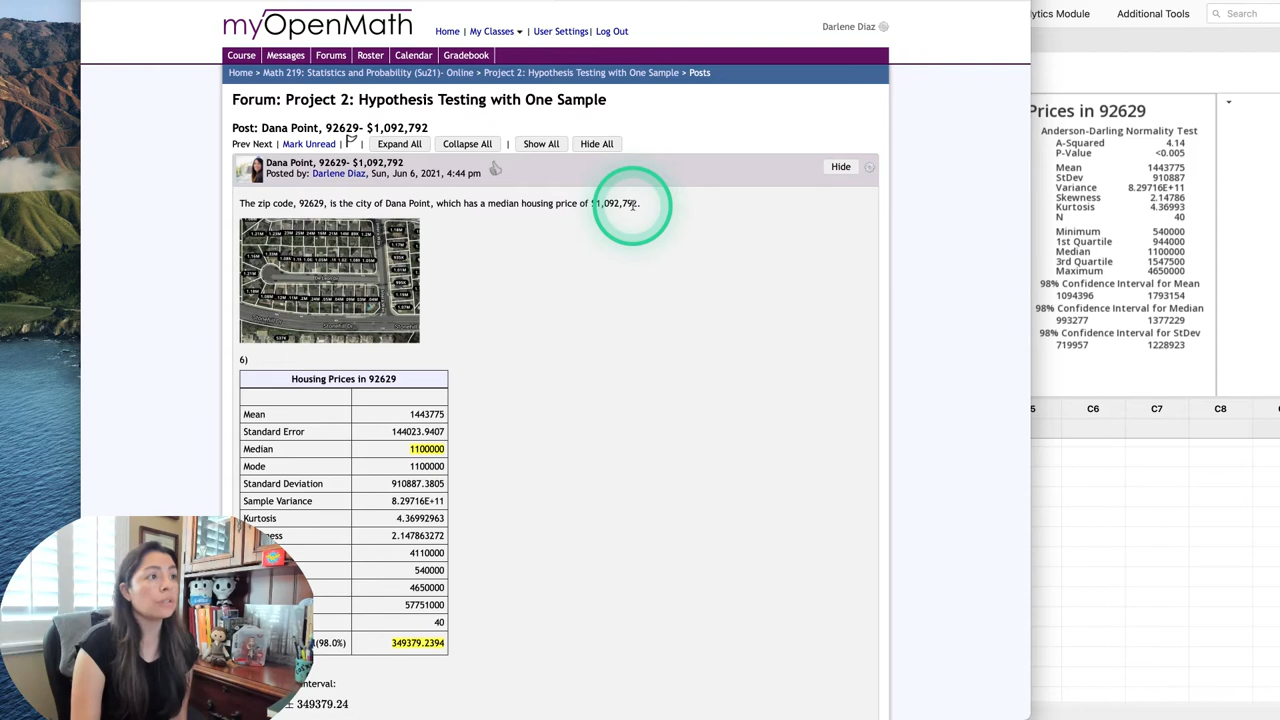 myOpenMath
Home | My Classes | User Settings | Log Out
Darlene Diaz
Course Messages Forums Roster Calendar Gradebook
Home > Math 219: Statistics and Probability (Su21)- Online > Project 2: Hypothesis Testing with One Sample > Posts
Forum: Project 2: Hypothesis Testing with One Sample
Post: Dana Point, 92629- $1,092,792
Prev Next | Mark Unread | Expand All Collapse All | Show All Hide All
Dana Point, 92629- $1,092,792
Posted by: Darlene Diaz, Sun, Jun 6, 2021, 4:44 pm
Hide
The zip code, 92629, is the city of Dana Point, which has a median housing price of $1,092,792.
6)
Housing Prices in 92629
Mean 1443775
Standard Error 144023.9407
Median 1100000
Mode 1100000
Standard Deviation 910887.3805
Sample Variance 8.29716E+11
Kurtosis 4.36992963
2.147863272
4110000
540000
4650000
57751000
40
(98.0%) 349379.2394
nterval:
± 349379.24
ytics Module Additional Tools Search
Prices in 92629
Anderson-Darling Normality Test
A-Squared 4.14
P-Value <0.005
Mean 1443775
StDev 910887
Variance 8.29716E+11
Skewness 2.14786
Kurtosis 4.36993
N 40
Minimum 540000
1st Quartile 944000
Median 1100000
3rd Quartile 1547500
Maximum 4650000
98% Confidence Interval for Mean
1094396 1793154
98% Confidence Interval for Median
993277 1377229
98% Confidence Interval for StDev
719957 1228923
C6 C7 C8